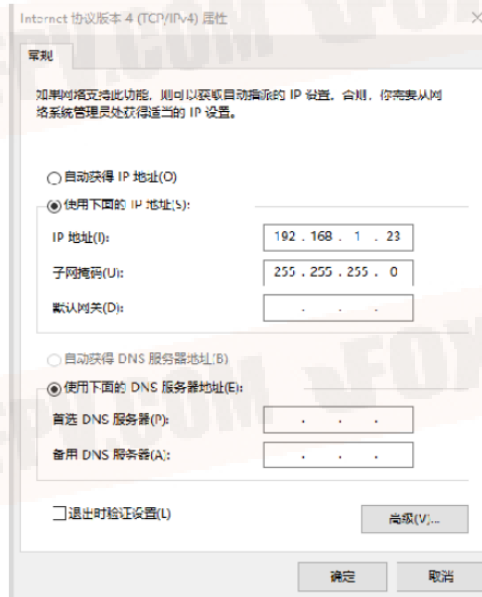 Internet 协议版本 4 (TCP/IPv4) 属性
常规
如果网络支持此功能，则可以获取自动指派的 IP 设置。否则，你需要从网
络系统管理员处获得适当的 IP 设置。
自动获得 IP 地址(O)
使用下面的 IP 地址(S):
IP 地址(I): 192 . 168 . 1 . 23
子网掩码(U): 255 . 255 . 255 . 0
默认网关(D): . . .
自动获得 DNS 服务器地址(B)
使用下面的 DNS 服务器地址(E):
首选 DNS 服务器(P): . . .
备用 DNS 服务器(A): . . .
退出时验证设置(L)
高级(V)...
确定 取消